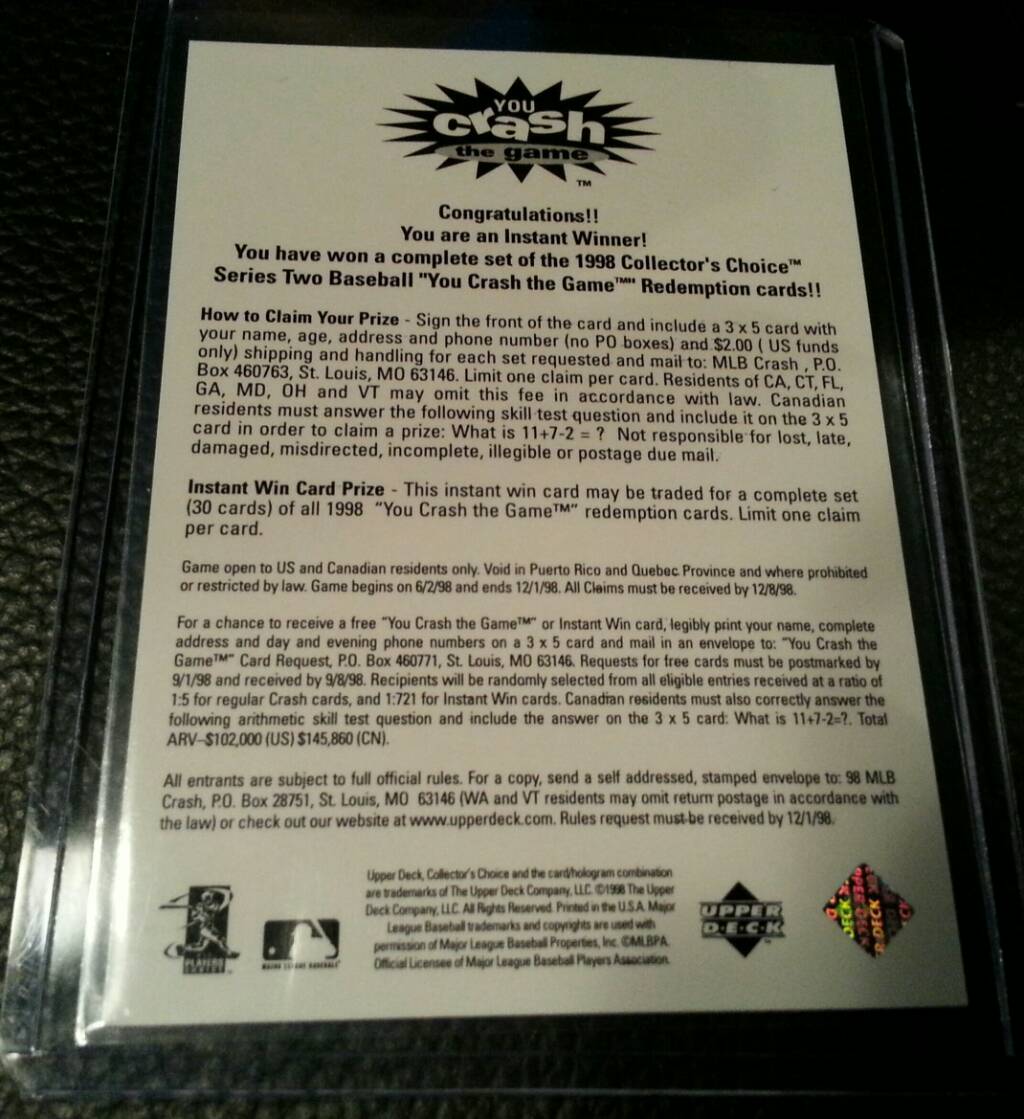 YOU
crash
the game
TM
Congratulations!!
You are an Instant Winner!
You have won a complete set of the 1998 Collector's Choice™
Series Two Baseball "You Crash the Game™" Redemption cards!!
How to Claim Your Prize - Sign the front of the card and include a 3 x 5 card with
your name, age, address and phone number (no PO boxes) and $2.00 ( US funds
only) shipping and handling for each set requested and mail to: MLB Crash , P.O.
Box 460763, St. Louis, MO 63146. Limit one claim per card. Residents of CA, CT, FL,
GA, MD, OH and VT may omit this fee in accordance with law. Canadian
residents must answer the following skill test question and include it on the 3 x 5
card in order to claim a prize: What is 11+7-2 = ? Not responsible for lost, late,
damaged, misdirected, incomplete, illegible or postage due mail.
Instant Win Card Prize - This instant win card may be traded for a complete set
(30 cards) of all 1998 "You Crash the Game™" redemption cards. Limit one claim
per card.
Game open to US and Canadian residents only. Void in Puerto Rico and Quebec Province and where prohibited
or restricted by law. Game begins on 6/2/98 and ends 12/1/98. All Claims must be received by 12/8/98.
For a chance to receive a free "You Crash the Game™" or Instant Win card, legibly print your name, complete
address and day and evening phone numbers on a 3 x 5 card and mail in an envelope to: "You Crash the
Game™" Card Request, P.O. Box 460771, St. Louis, MO 63146. Requests for free cards must be postmarked by
9/1/98 and received by 9/8/98. Recipients will be randomly selected from all eligible entries received at a ratio of
1:5 for regular Crash cards, and 1:721 for Instant Win cards. Canadian residents must also correctly answer the
following arithmetic skill test question and include the answer on the 3 x 5 card: What is 11+7-2=?. Total
ARV–$102,000 (US) $145,860 (CN).
All entrants are subject to full official rules. For a copy, send a self addressed, stamped envelope to: 98 MLB
Crash, P.O. Box 28751, St. Louis, MO 63146 (WA and VT residents may omit return postage in accordance with
the law) or check out our website at www.upperdeck.com. Rules request must be received by 12/1/98.
Upper Deck, Collector's Choice and the card/hologram combination
are trademarks of The Upper Deck Company, LLC. ©1998 The Upper
Deck Company, LLC. All Rights Reserved. Printed in the U.S.A. Major
League Baseball trademarks and copyrights are used with
permission of Major League Baseball Properties, Inc. ©MLBPA
Official Licensee of Major League Baseball Players Association.
MAJOR LEAGUE BASEBALL
UPPER
DECK